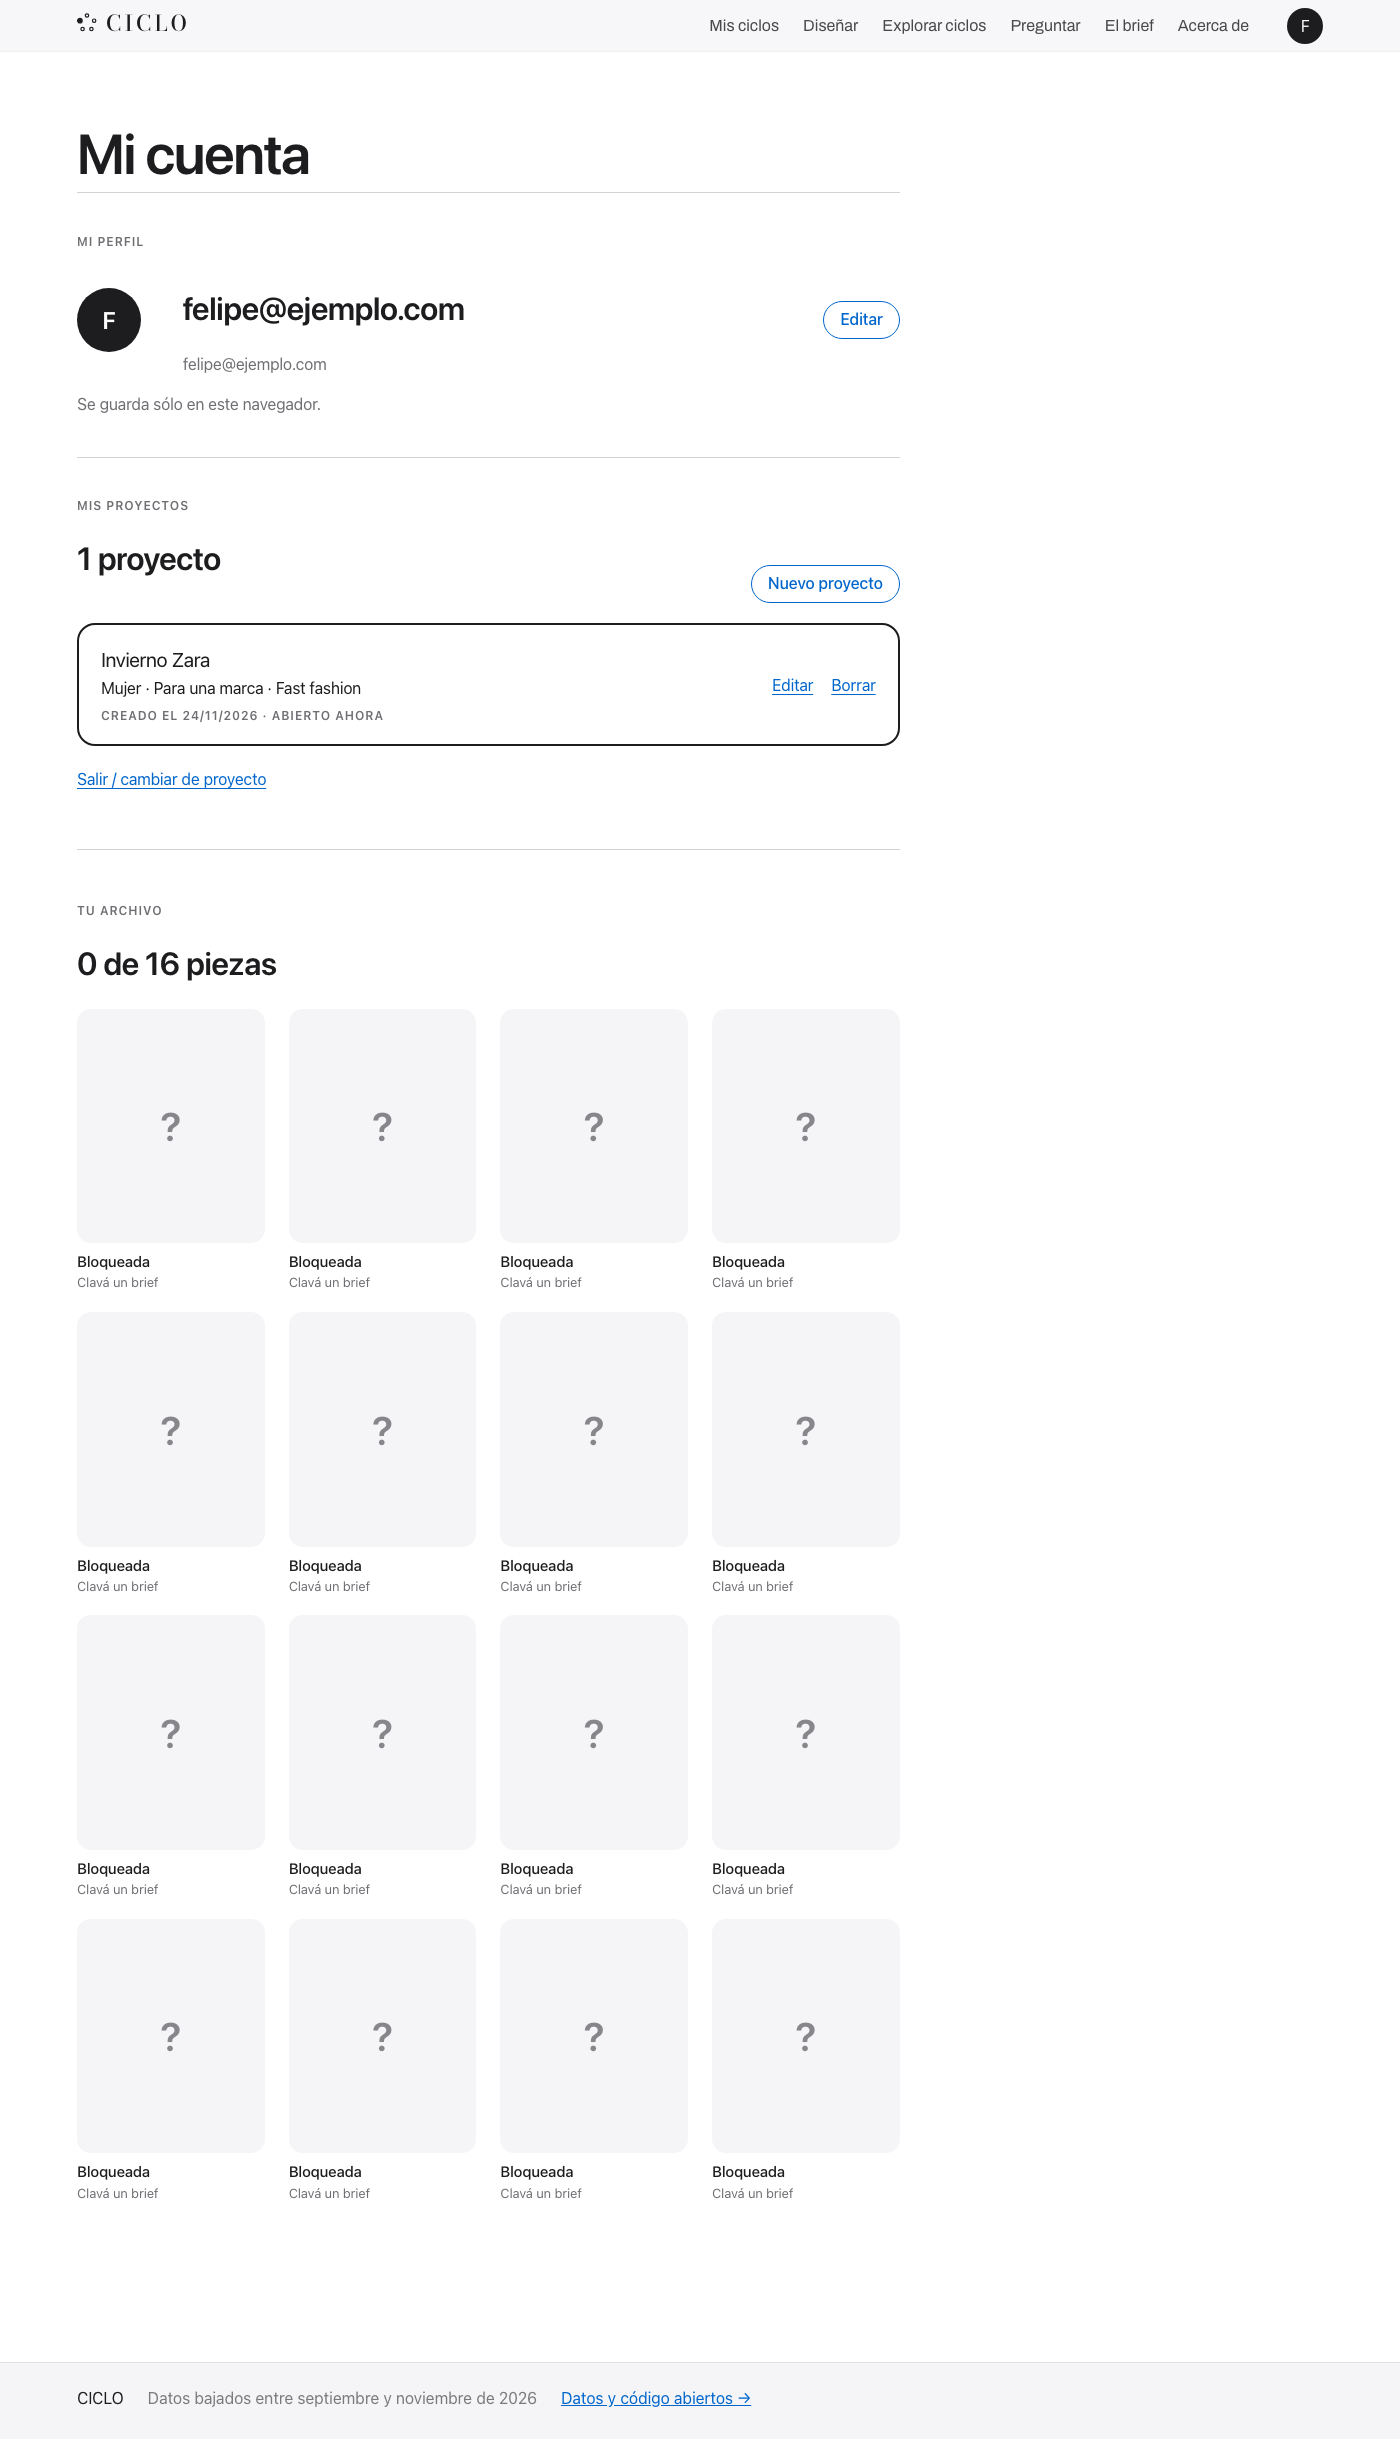 CICLO
Mis ciclos Diseñar Explorar ciclos Preguntar El brief Acerca de F
Mi cuenta
MI PERFIL
F
felipe@ejemplo.com
Editar
felipe@ejemplo.com
Se guarda sólo en este navegador.
MIS PROYECTOS
1 proyecto
Nuevo proyecto
Invierno Zara
Mujer · Para una marca · Fast fashion
Editar Borrar
CREADO EL 24/11/2026 · ABIERTO AHORA
Salir / cambiar de proyecto
TU ARCHIVO
0 de 16 piezas
? ? ? ?
Bloqueada Bloqueada Bloqueada Bloqueada
Clavá un brief Clavá un brief Clavá un brief Clavá un brief
? ? ? ?
Bloqueada Bloqueada Bloqueada Bloqueada
Clavá un brief Clavá un brief Clavá un brief Clavá un brief
? ? ? ?
Bloqueada Bloqueada Bloqueada Bloqueada
Clavá un brief Clavá un brief Clavá un brief Clavá un brief
? ? ? ?
Bloqueada Bloqueada Bloqueada Bloqueada
Clavá un brief Clavá un brief Clavá un brief Clavá un brief
CICLO Datos bajados entre septiembre y noviembre de 2026 Datos y código abiertos →